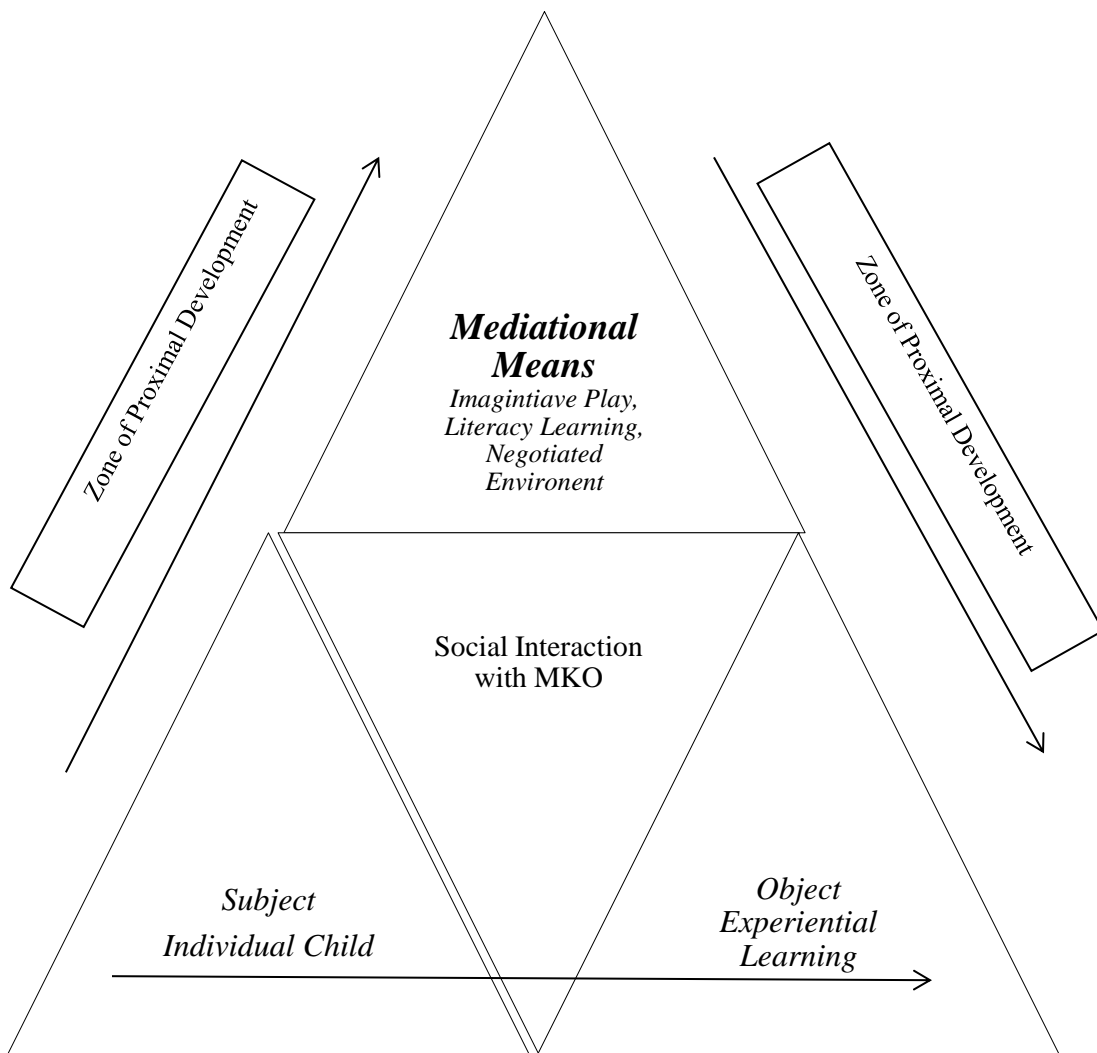 Zone of Proximal Development
Zone of Proximal Development
Mediational
Means
Imagintiave Play,
Literacy Learning,
Negotiated
Environent
Social Interaction
with MKO
Subject
Individual Child
Object
Experiential
Learning